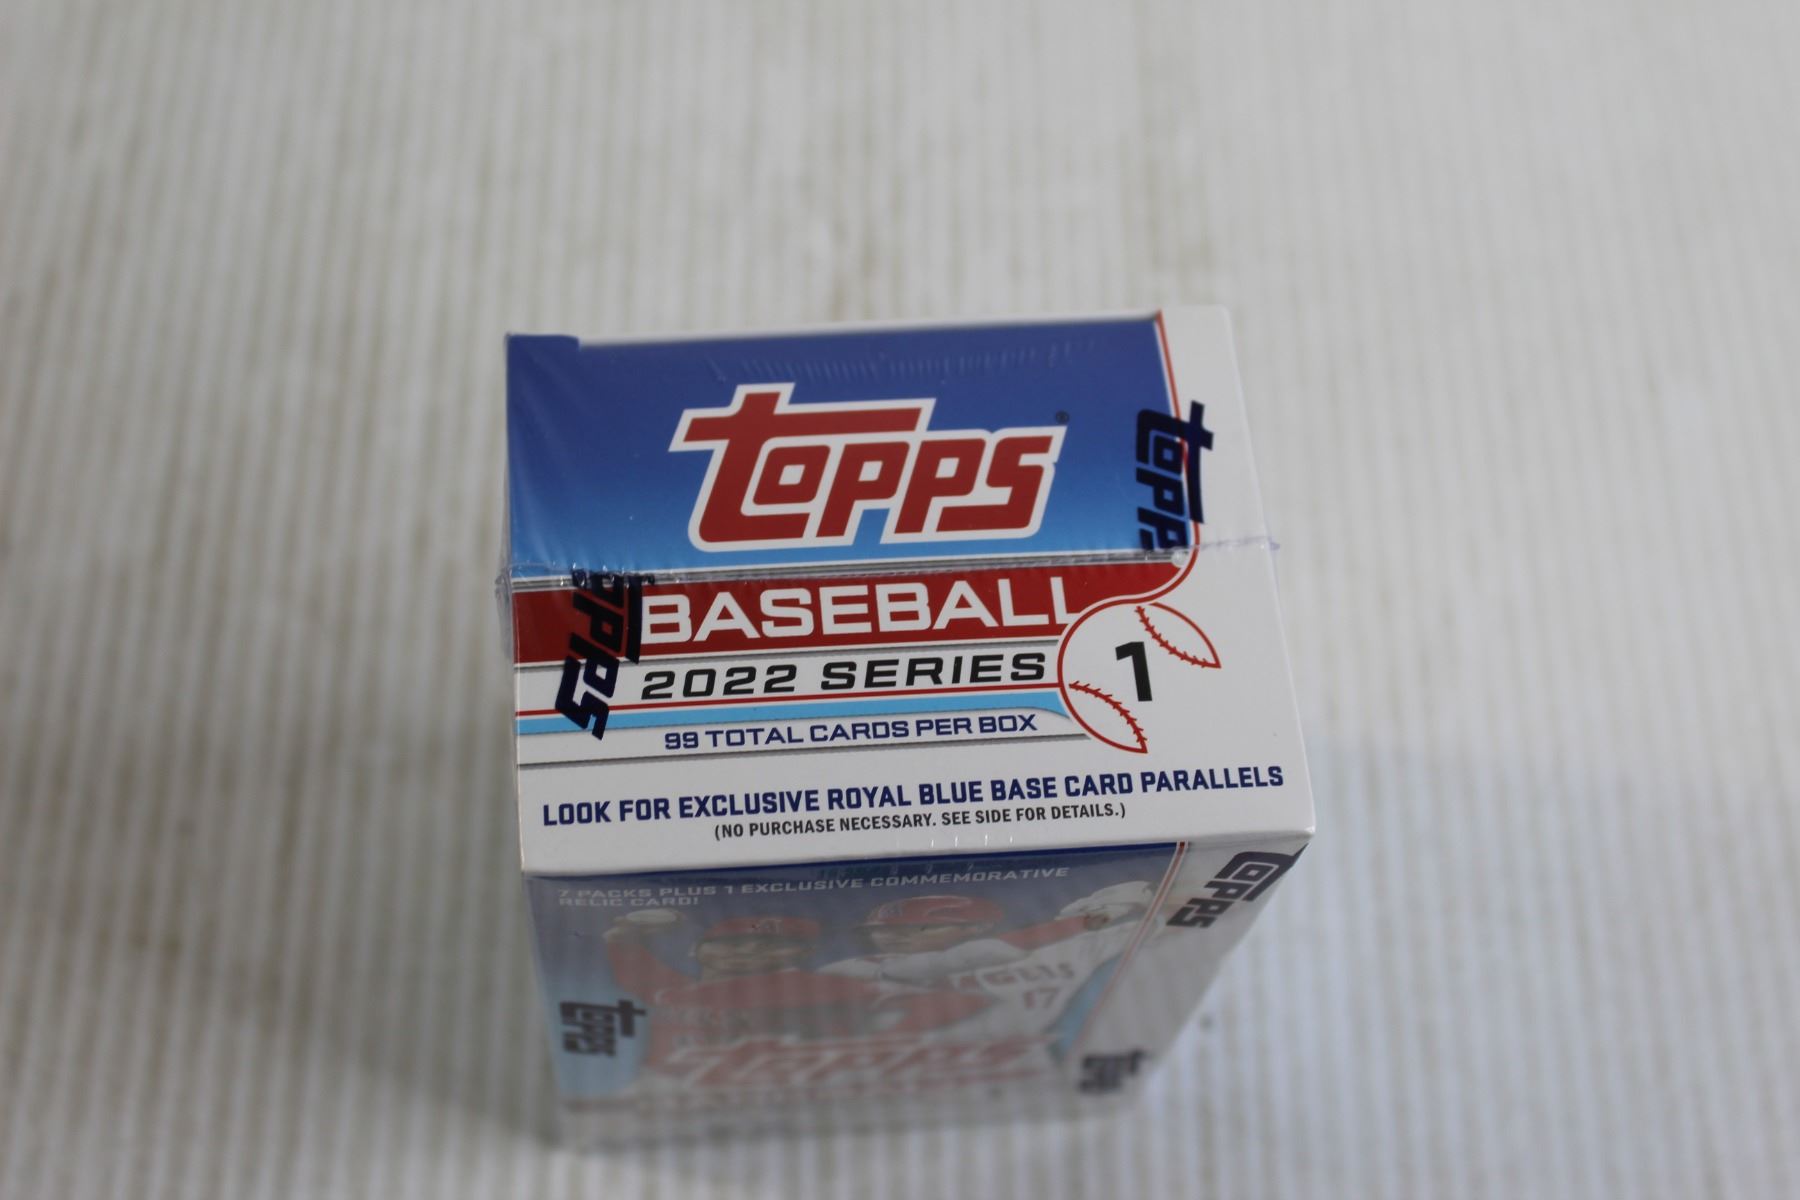 Topps®
Topps
BASEBALL
Topps
2022 SERIES 1
99 TOTAL CARDS PER BOX
LOOK FOR EXCLUSIVE ROYAL BLUE BASE CARD PARALLELS
(NO PURCHASE NECESSARY. SEE SIDE FOR DETAILS.)
7 PACKS PLUS 1 EXCLUSIVE COMMEMORATIVE
RELIC CARD!
Topps
ANGELS
17
Topps
Topps
Topps